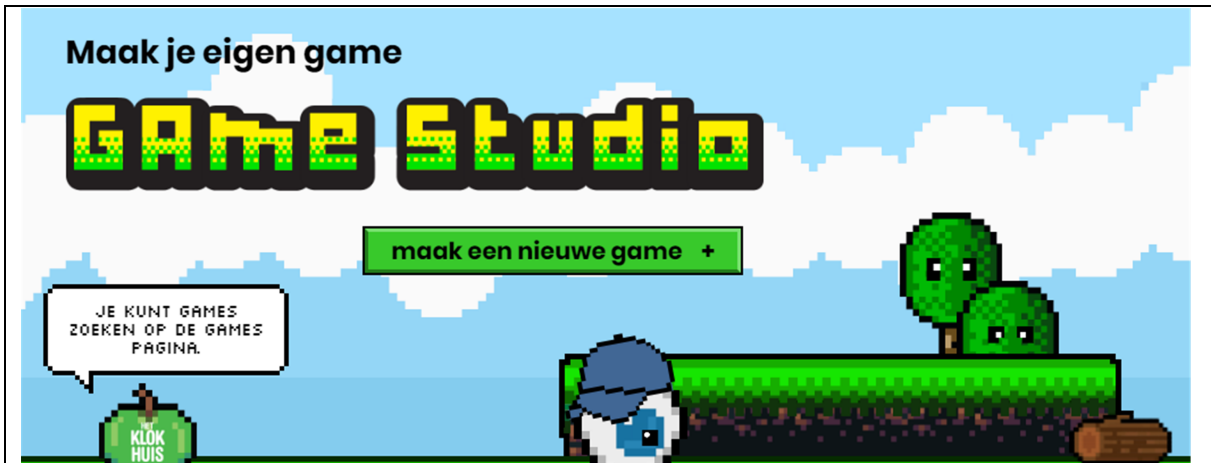 Maak je eigen game
GAme Studio
maak een nieuwe game +
JE KUNT GAMES
ZOEKEN OP DE GAMES
PAGINA.
HET
KLOK
HUIS